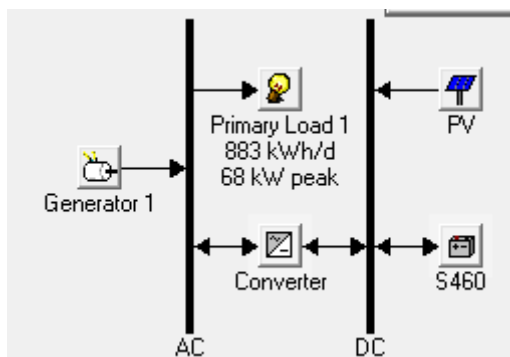 Primary Load 1
883 kWh/d
68 kW peak
PV
Generator 1
Converter
S460
AC
DC